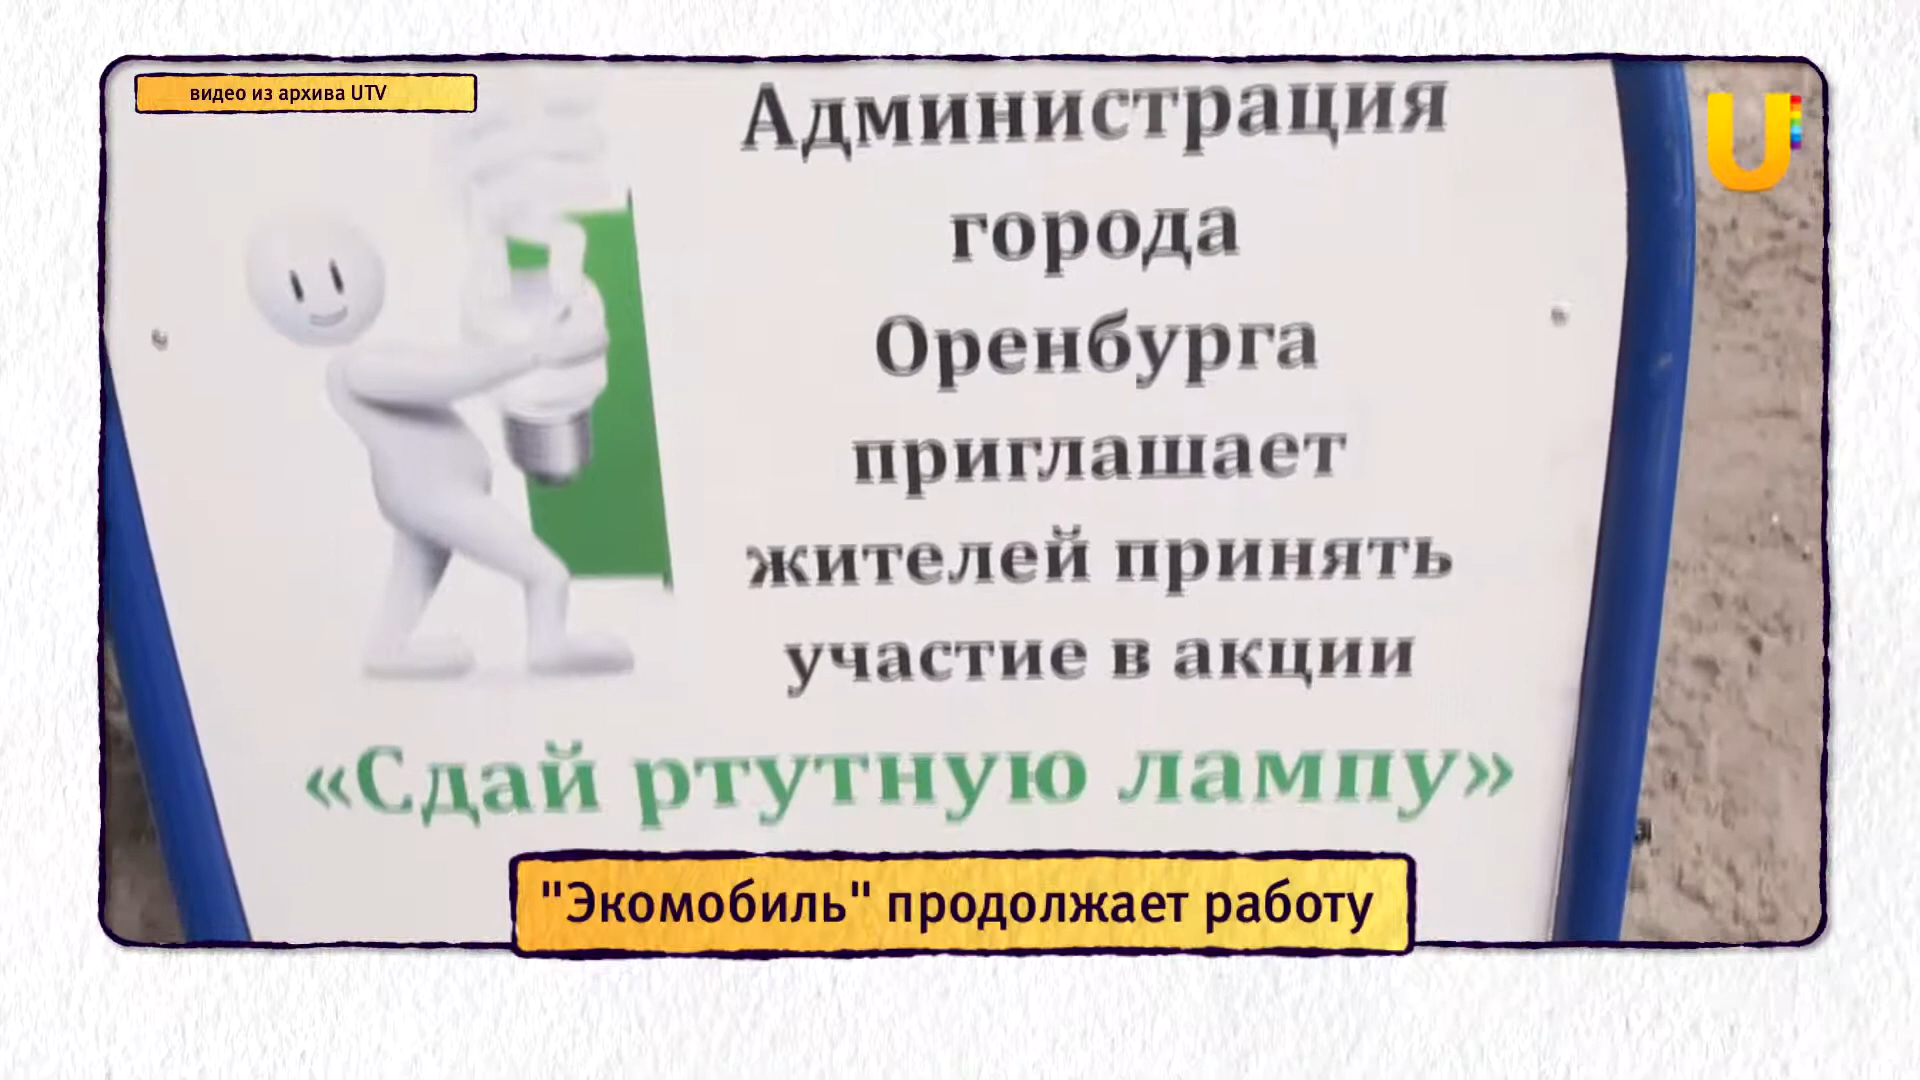 видео из архива UTV
U
Администрация
города
Оренбурга
приглашает
жителей принять
участие в акции
«Сдай ртутную лампу»
"Экомобиль" продолжает работу